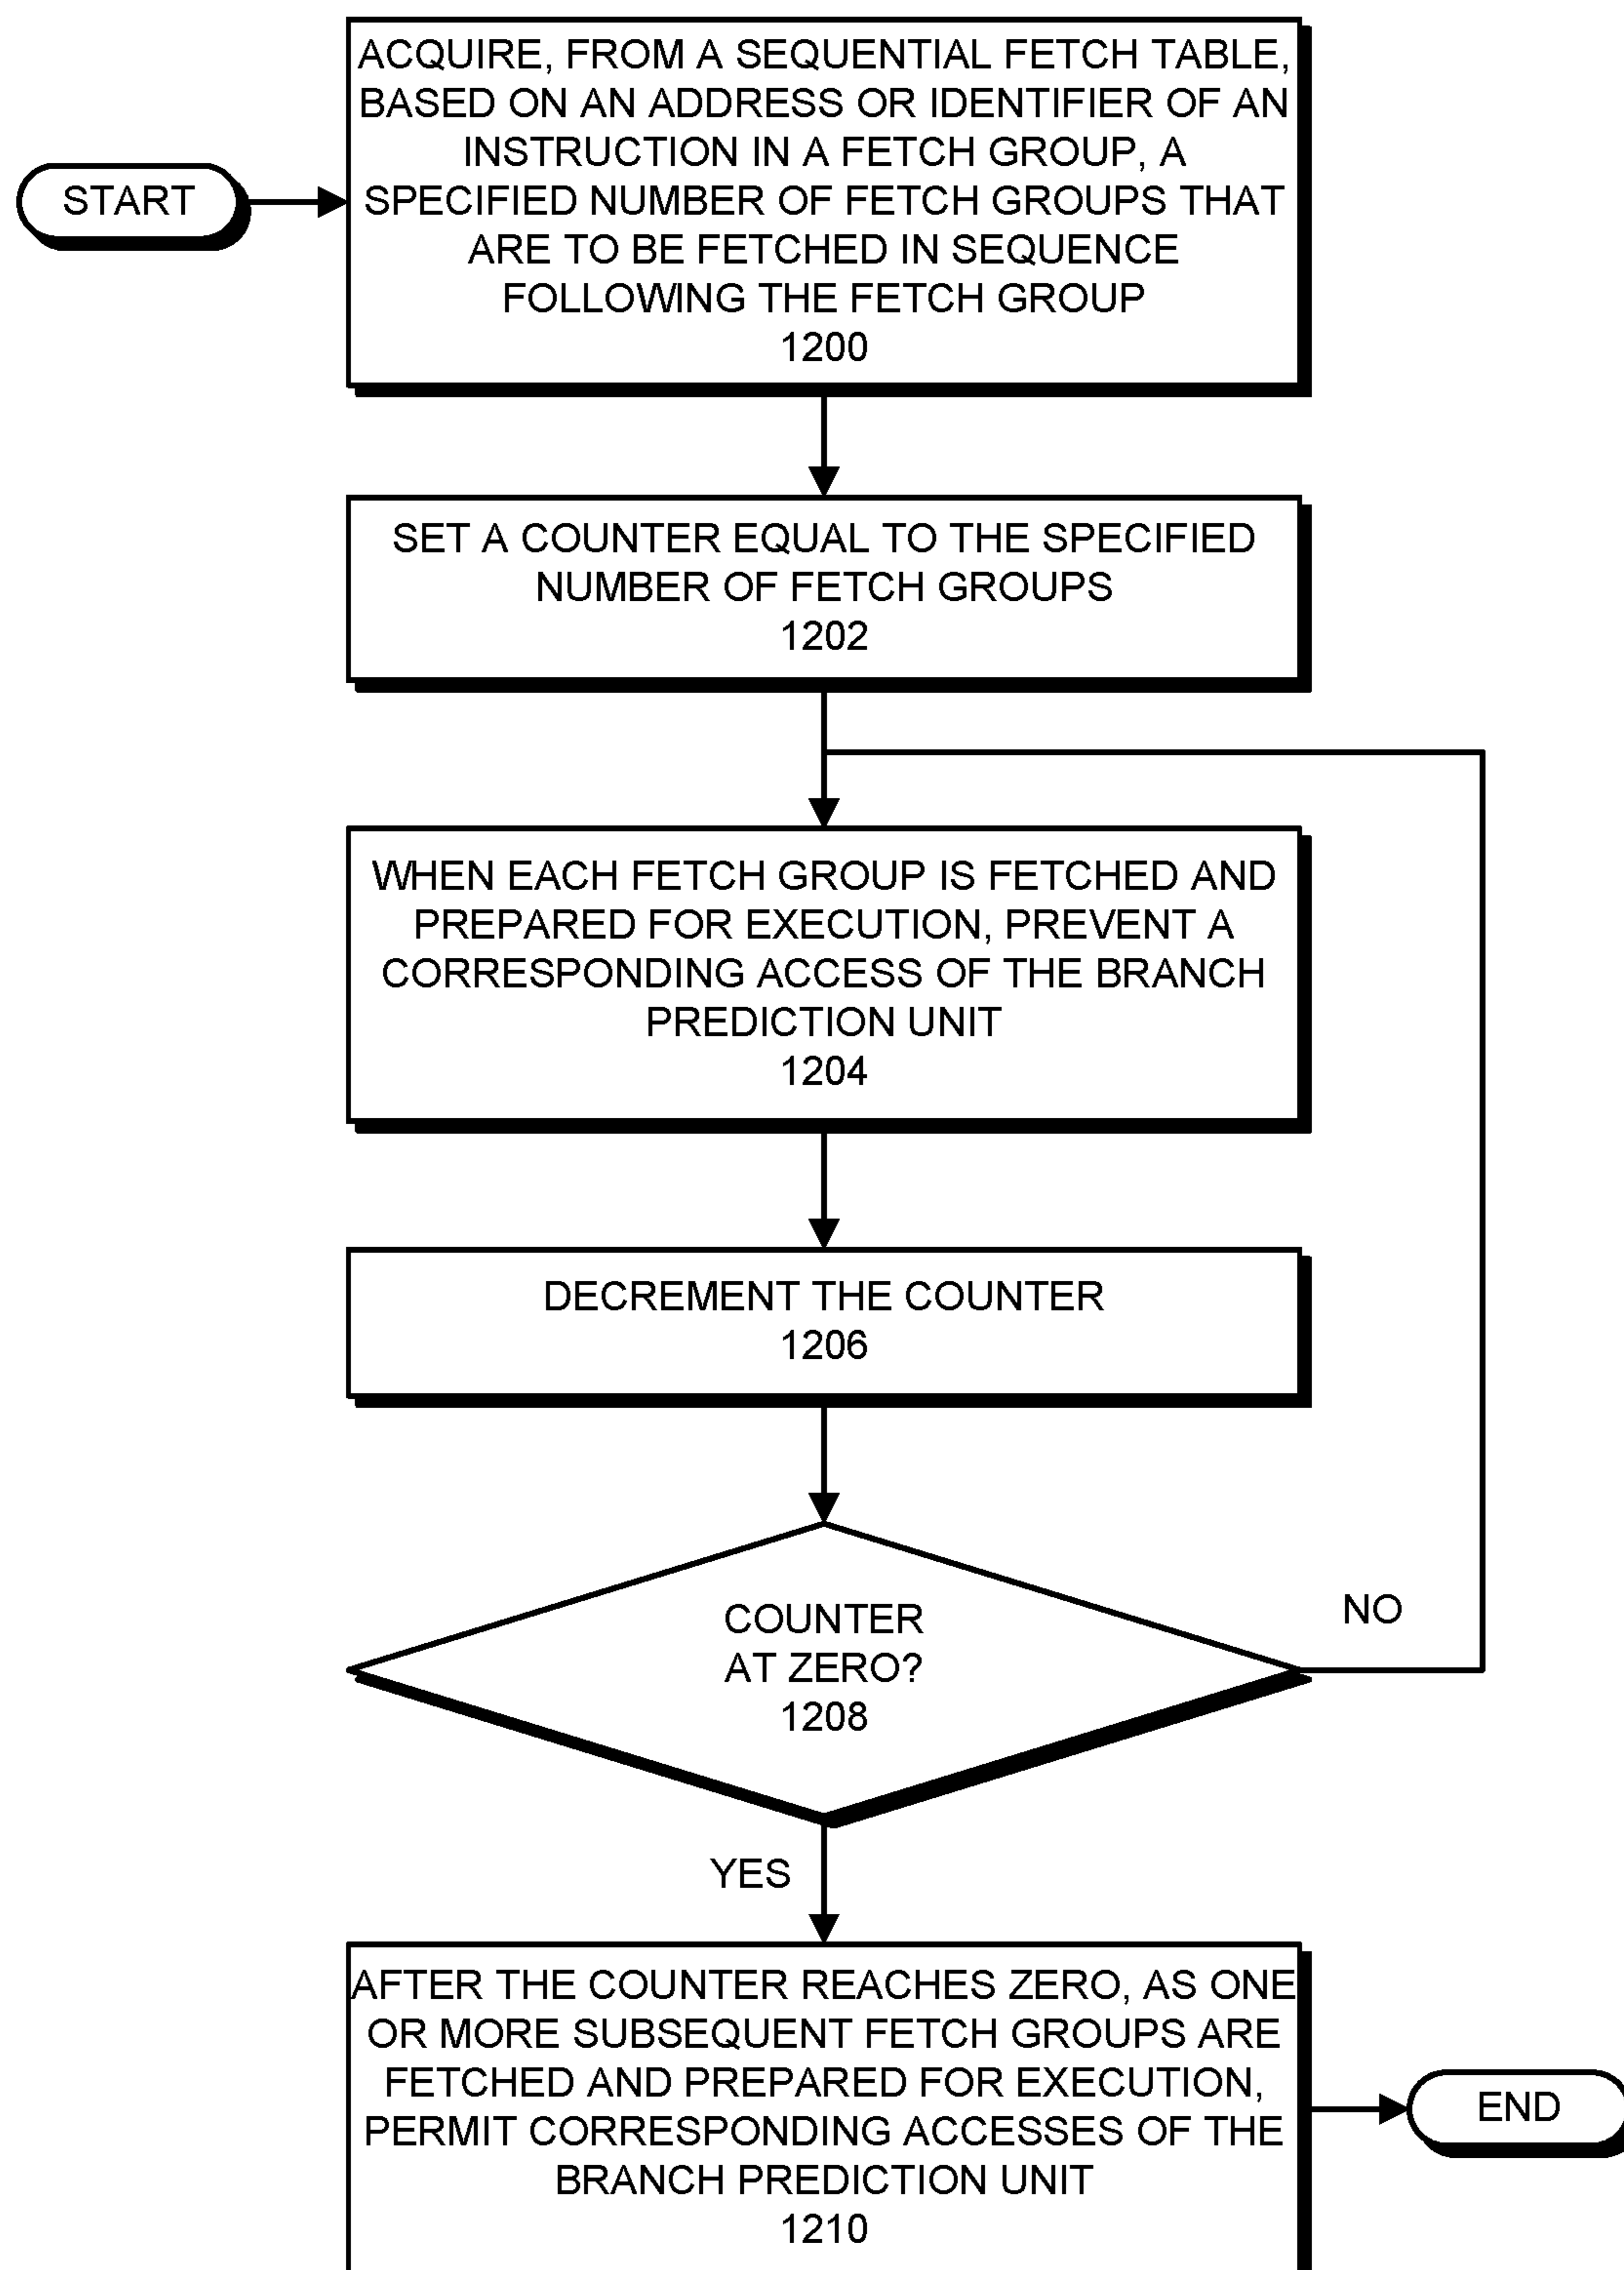 START
ACQUIRE, FROM A SEQUENTIAL FETCH TABLE,
BASED ON AN ADDRESS OR IDENTIFIER OF AN
INSTRUCTION IN A FETCH GROUP, A
SPECIFIED NUMBER OF FETCH GROUPS THAT
ARE TO BE FETCHED IN SEQUENCE
FOLLOWING THE FETCH GROUP
1200
SET A COUNTER EQUAL TO THE SPECIFIED
NUMBER OF FETCH GROUPS
1202
WHEN EACH FETCH GROUP IS FETCHED AND
PREPARED FOR EXECUTION, PREVENT A
CORRESPONDING ACCESS OF THE BRANCH
PREDICTION UNIT
1204
DECREMENT THE COUNTER
1206
COUNTER
AT ZERO?
1208
NO
YES
AFTER THE COUNTER REACHES ZERO, AS ONE
OR MORE SUBSEQUENT FETCH GROUPS ARE
FETCHED AND PREPARED FOR EXECUTION,
PERMIT CORRESPONDING ACCESSES OF THE
BRANCH PREDICTION UNIT
1210
END